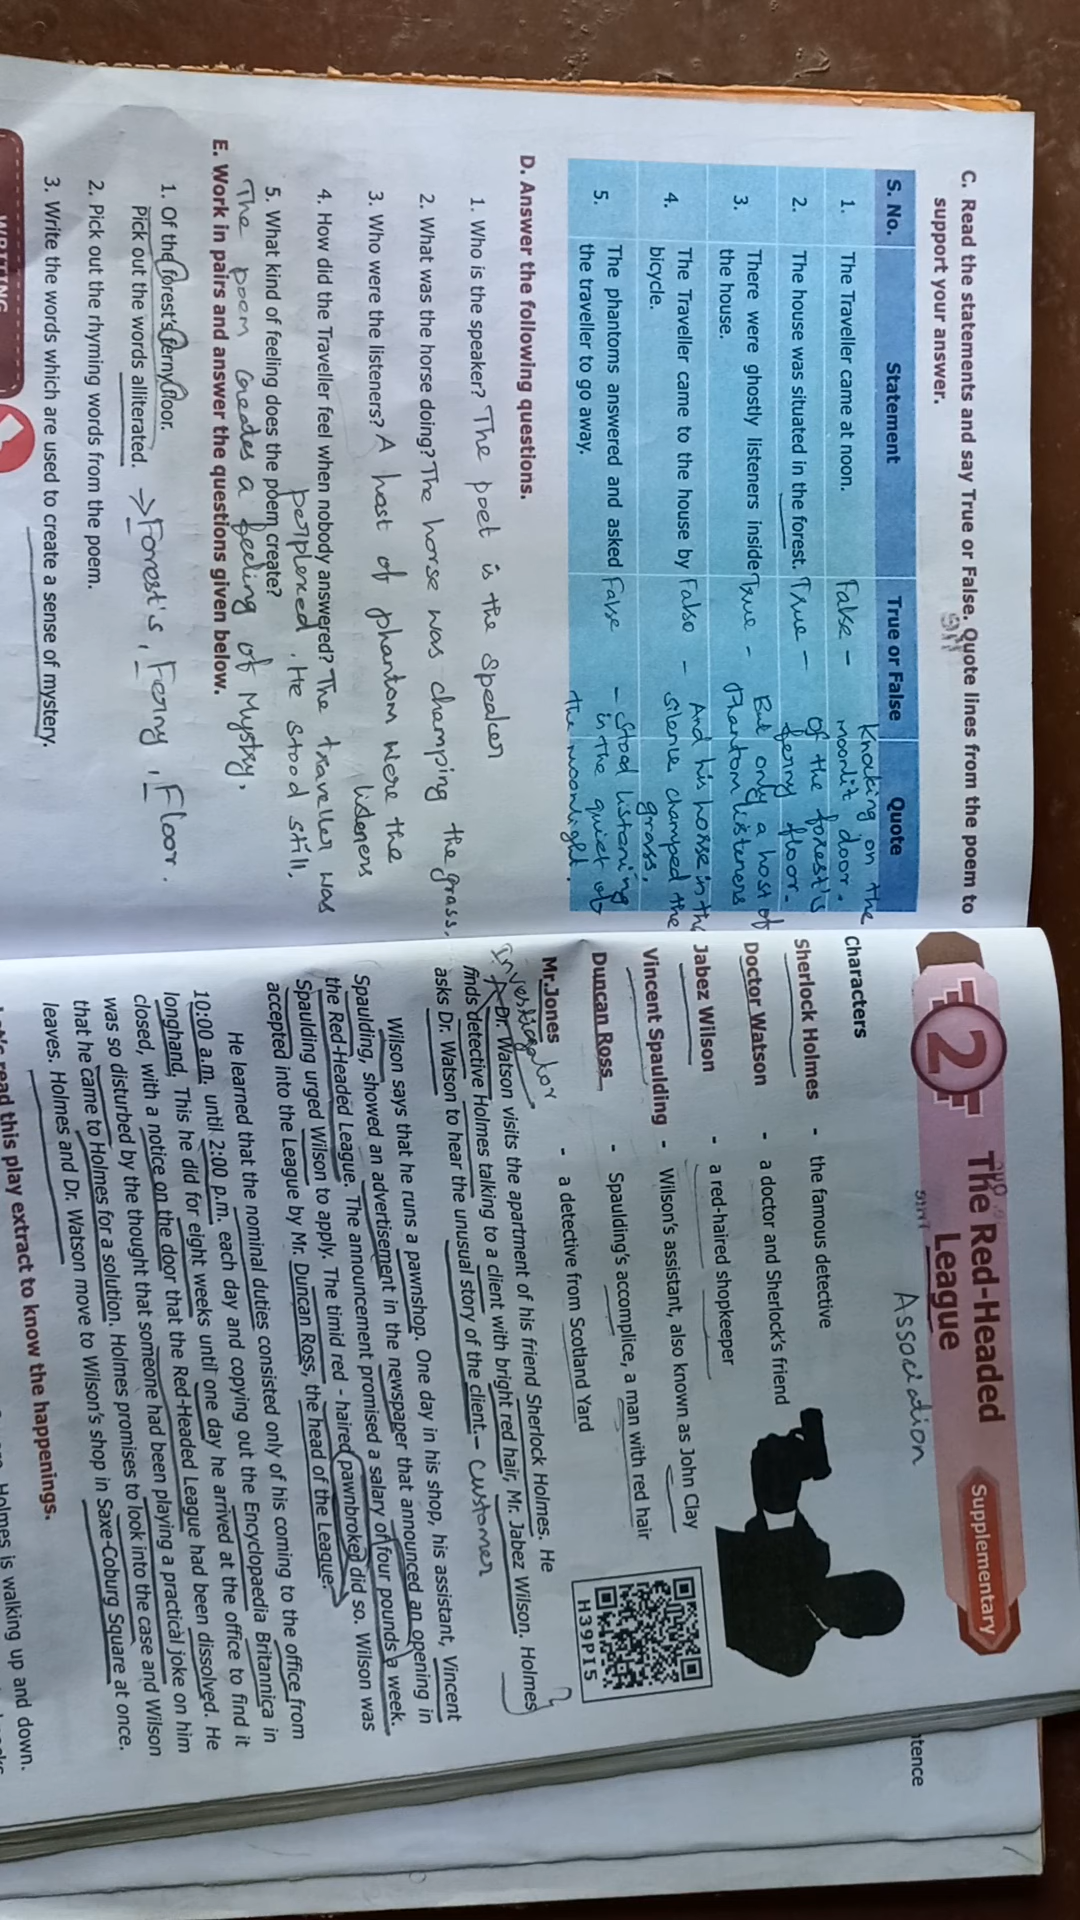 C. Read the statements and say True or False. Quote lines from the poem to
support your answer.
S. No. Statement True or False Quote
1. The Traveller came at noon. False - Knocking on the
moonlit door.
2. The house was situated in the forest. True - of the forest's
ferny floor.
3. There were ghostly listeners inside True - But only a host of
the house. Phantom listeners
4. The Traveller came to the house by False - And his horse in the
bicycle. silence champed the
grass.
5. The phantoms answered and asked False - Stood listening
the traveller to go away. in the quiet of
the moonlight.
D. Answer the following questions.
1. Who is the speaker? The poet is the speaker
2. What was the horse doing? The horse was champing the grass.
3. Who were the listeners? A host of phantom were the
listeners
4. How did the Traveller feel when nobody answered? The traveller was
perplexed. He stood still.
5. What kind of feeling does the poem create?
The poem creates a feeling of Mystry.
E. Work in pairs and answer the questions given below.
1. Of the forest's ferny floor.
Pick out the words alliterated. → Forest's, Ferny, Floor.
2. Pick out the rhyming words from the poem.
3. Write the words which are used to create a sense of mystery.
WRITING
2 The Red-Headed
League
Supplementary
Association
tence
Characters
Sherlock Holmes - the famous detective
Doctor Watson - a doctor and Sherlock's friend
Jabez Wilson - a red-haired shopkeeper
Vincent Spaulding - Wilson's assistant, also known as John Clay
Duncan Ross - Spaulding's accomplice, a man with red hair
Mr.Jones - a detective from Scotland Yard
H39PI5
Investigator
Dr. Watson visits the apartment of his friend Sherlock Holmes. He
finds detective Holmes talking to a client with bright red hair, Mr. Jabez Wilson. Holmes
asks Dr. Watson to hear the unusual story of the client. - customer
Wilson says that he runs a pawnshop. One day in his shop, his assistant, Vincent
Spaulding, showed an advertisement in the newspaper that announced an opening in
the Red-Headed League. The announcement promised a salary of four pounds a week.
Spaulding urged Wilson to apply. The timid red - haired pawnbroked did so. Wilson was
accepted into the League by Mr. Duncan Ross, the head of the League.
He learned that the nominal duties consisted only of his coming to the office from
10:00 a.m. until 2:00 p.m. each day and copying out the Encyclopaedia Britannica in
longhand. This he did for eight weeks until one day he arrived at the office to find it
closed, with a notice on the door that the Red-Headed League had been dissolved. He
was so disturbed by the thought that someone had been playing a practical joke on him
that he came to Holmes for a solution. Holmes promises to look into the case and Wilson
leaves. Holmes and Dr. Watson move to Wilson's shop in Saxe-Coburg Square at once.
read this play extract to know the happenings.
Holmes is walking up and down.